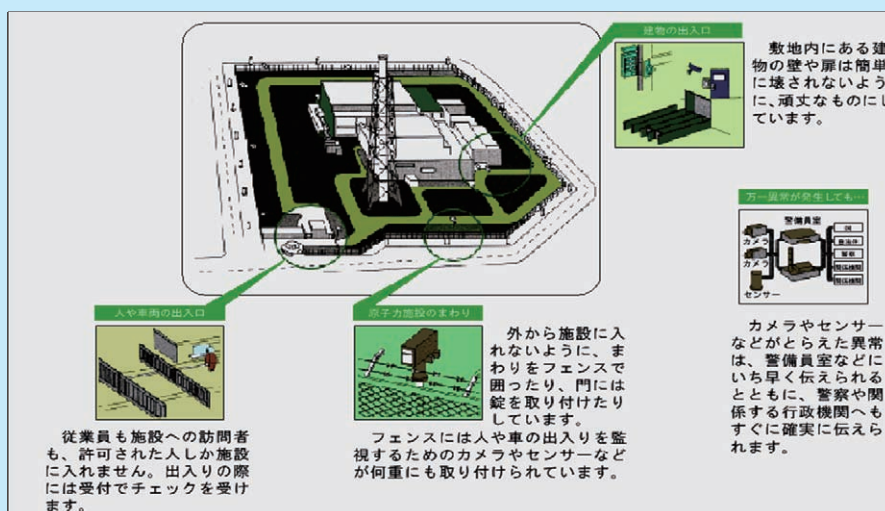 建物の出入口
敷地内にある建
物の壁や扉は簡単
に壊されないよう
に、頑丈なものにし
ています。
万一異常が発生しても…
警備員室
カメラ
カメラ
センサー
国
自治体
警察
関係機関
関係機関
カメラやセンサー
などがとらえた異常
は、警備員室などに
いち早く伝えられる
とともに、警察や関
係する行政機関へも
すぐに確実に伝えら
れます。
人や車両の出入口
従業員も施設への訪問者
も、許可された人しか施設
に入れません。出入りの際
には受付でチェックを受け
ます。
原子力施設のまわり
外から施設に入
れないように、ま
わりをフェンスで
囲ったり、門には
錠を取り付けたり
しています。
フェンスには人や車の出入りを監
視するためのカメラやセンサーなど
が何重にも取り付けられています。